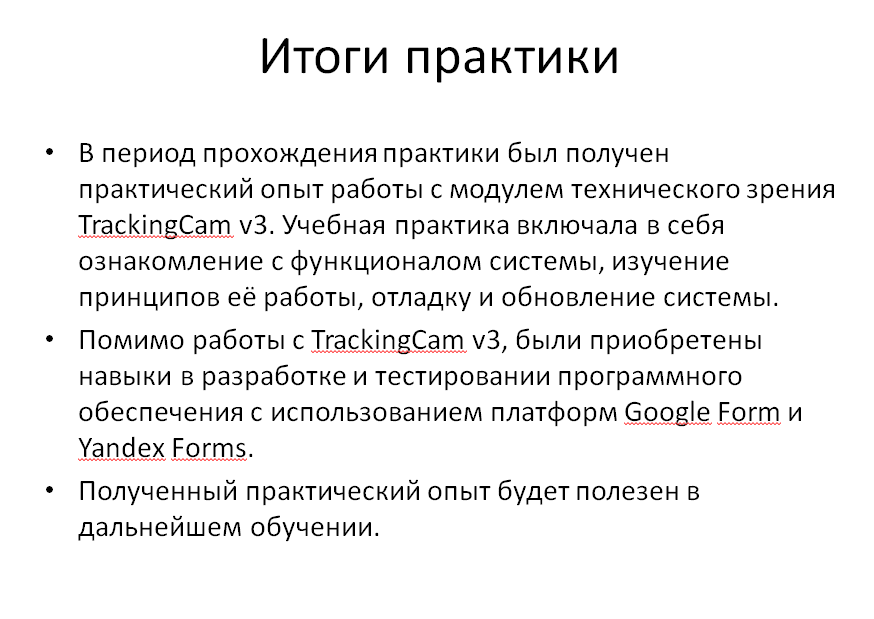 Итоги практики
• В период прохождения практики был получен
практический опыт работы с модулем технического зрения
TrackingCam v3. Учебная практика включала в себя
ознакомление с функционалом системы, изучение
принципов её работы, отладку и обновление системы.
• Помимо работы с TrackingCam v3, были приобретены
навыки в разработке и тестировании программного
обеспечения с использованием платформ Google Form и
Yandex Forms.
• Полученный практический опыт будет полезен в
дальнейшем обучении.